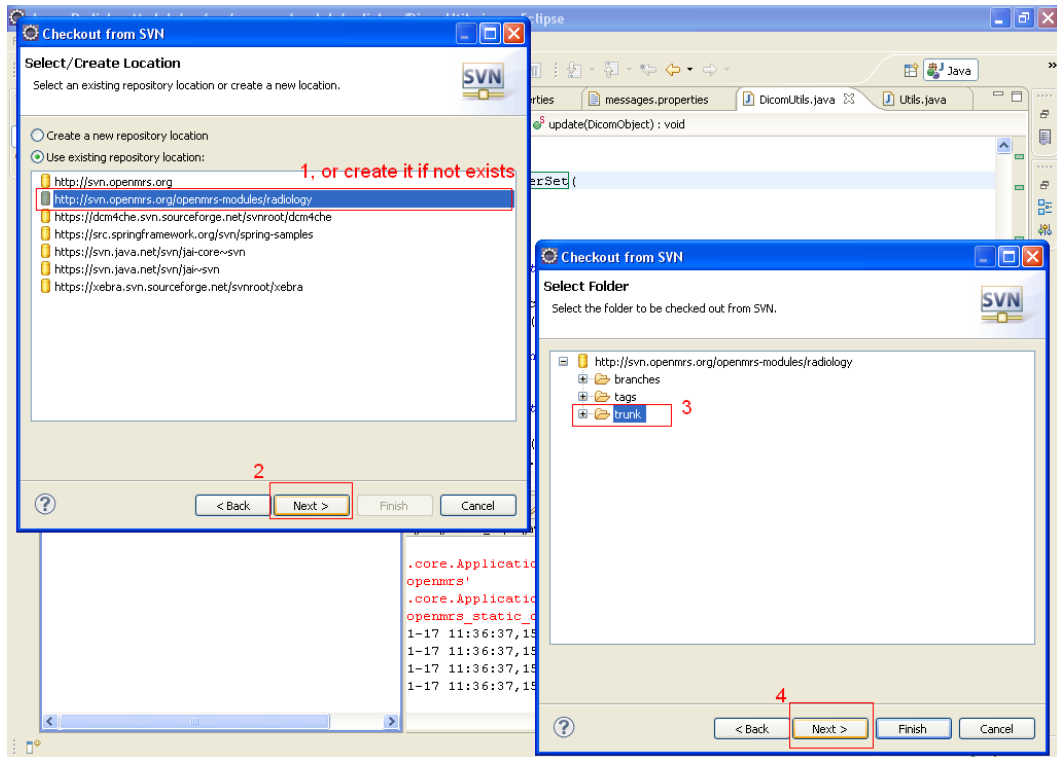 Eclipse
Checkout from SVN
Select/Create Location
Select an existing repository location or create a new location.
SVN
Create a new repository location
Use existing repository location:
1, or create it if not exists
http://svn.openmrs.org
http://svn.openmrs.org/openmrs-modules/radiology
https://dcm4che.svn.sourceforge.net/svnroot/dcm4che
https://src.springframework.org/svn/spring-samples
https://svn.java.net/svn/jai-core~svn
https://svn.java.net/svn/jai~svn
https://xebra.svn.sourceforge.net/svnroot/xebra
2
< Back
Next >
Finish
Cancel
Java
»
erties
messages.properties
DicomUtils.java
Utils.java
update(DicomObject) : void
erSet(
Checkout from SVN
Select Folder
Select the folder to be checked out from SVN.
SVN
http://svn.openmrs.org/openmrs-modules/radiology
branches
tags
trunk
3
4
< Back
Next >
Finish
Cancel
.core.Applicatio
openmrs'
.core.Applicatio
openmrs_static_
1-17 11:36:37,15
1-17 11:36:37,15
1-17 11:36:37,15
1-17 11:36:37,15